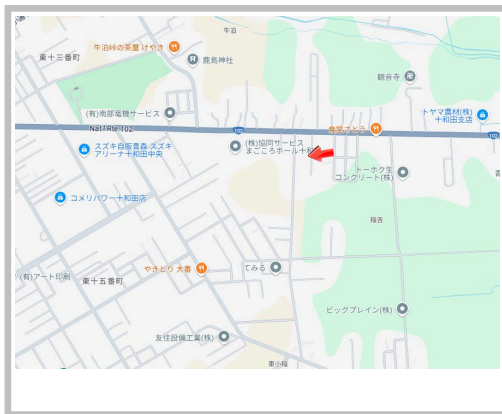 牛泊
牛泊峠の茶屋 けやき
東十三番町
鹿島神社
観音寺
(有)南部電機サービス
トヤマ農材(株)
十和田支店
Nat'l Rte 102
102
食堂さとう
102
スズキ自販青森 スズキ
アリーナ十和田中央
(株)協同サービス
まごころホール十和
トーホク生
コンクリート(株)
コメリパワー十和田店
稲吉
やきとり 大番
てみる
(有)アート印刷
東十五番町
ビッグプレイン(株)
友住設備工業(株)
東小稲